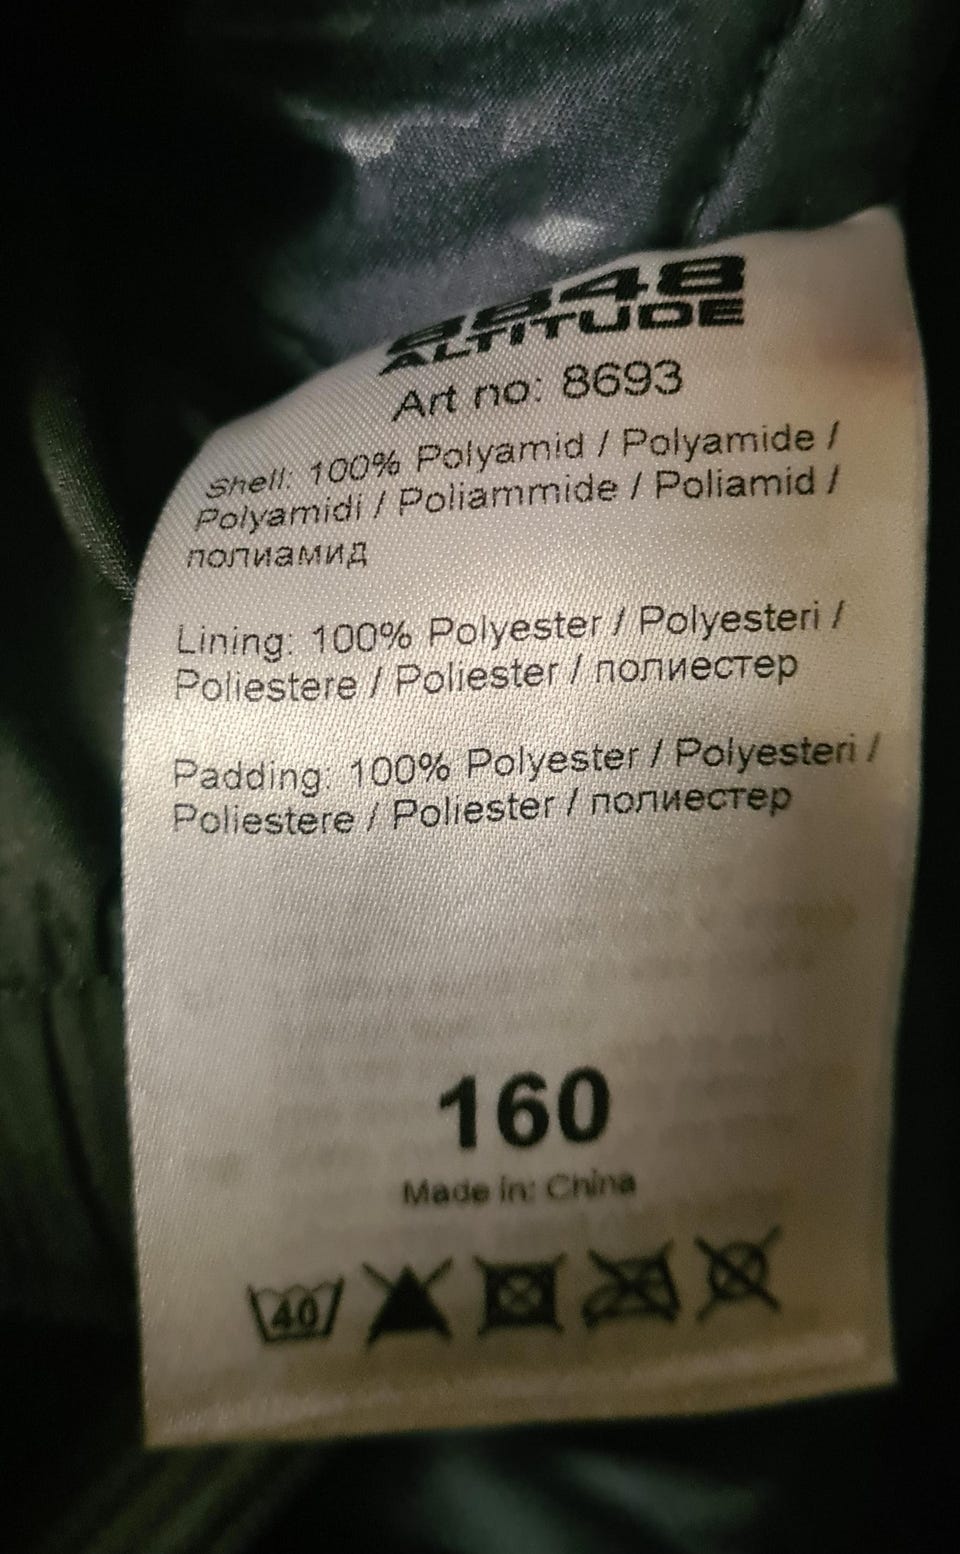 8848
ALTITUDE
Art no: 8693
Shell: 100% Polyamid / Polyamide /
Polyamidi / Poliammide / Poliamid /
полиамид
Lining: 100% Polyester / Polyesteri /
Poliestere / Poliester / полиестер
Padding: 100% Polyester / Polyesteri /
Poliestere / Poliester / полиестер
160
Made in: China
40